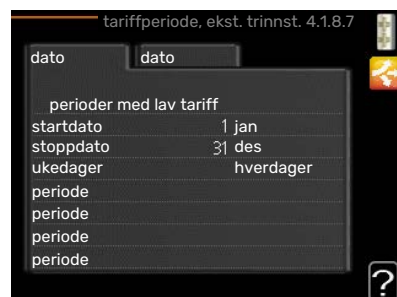 tariffperiode, ekst. trinnst. 4.1.8.7
dato dato
perioder med lav tariff
startdato 1 jan
stoppdato 31 des
ukedager hverdager
periode
periode
periode
periode
?